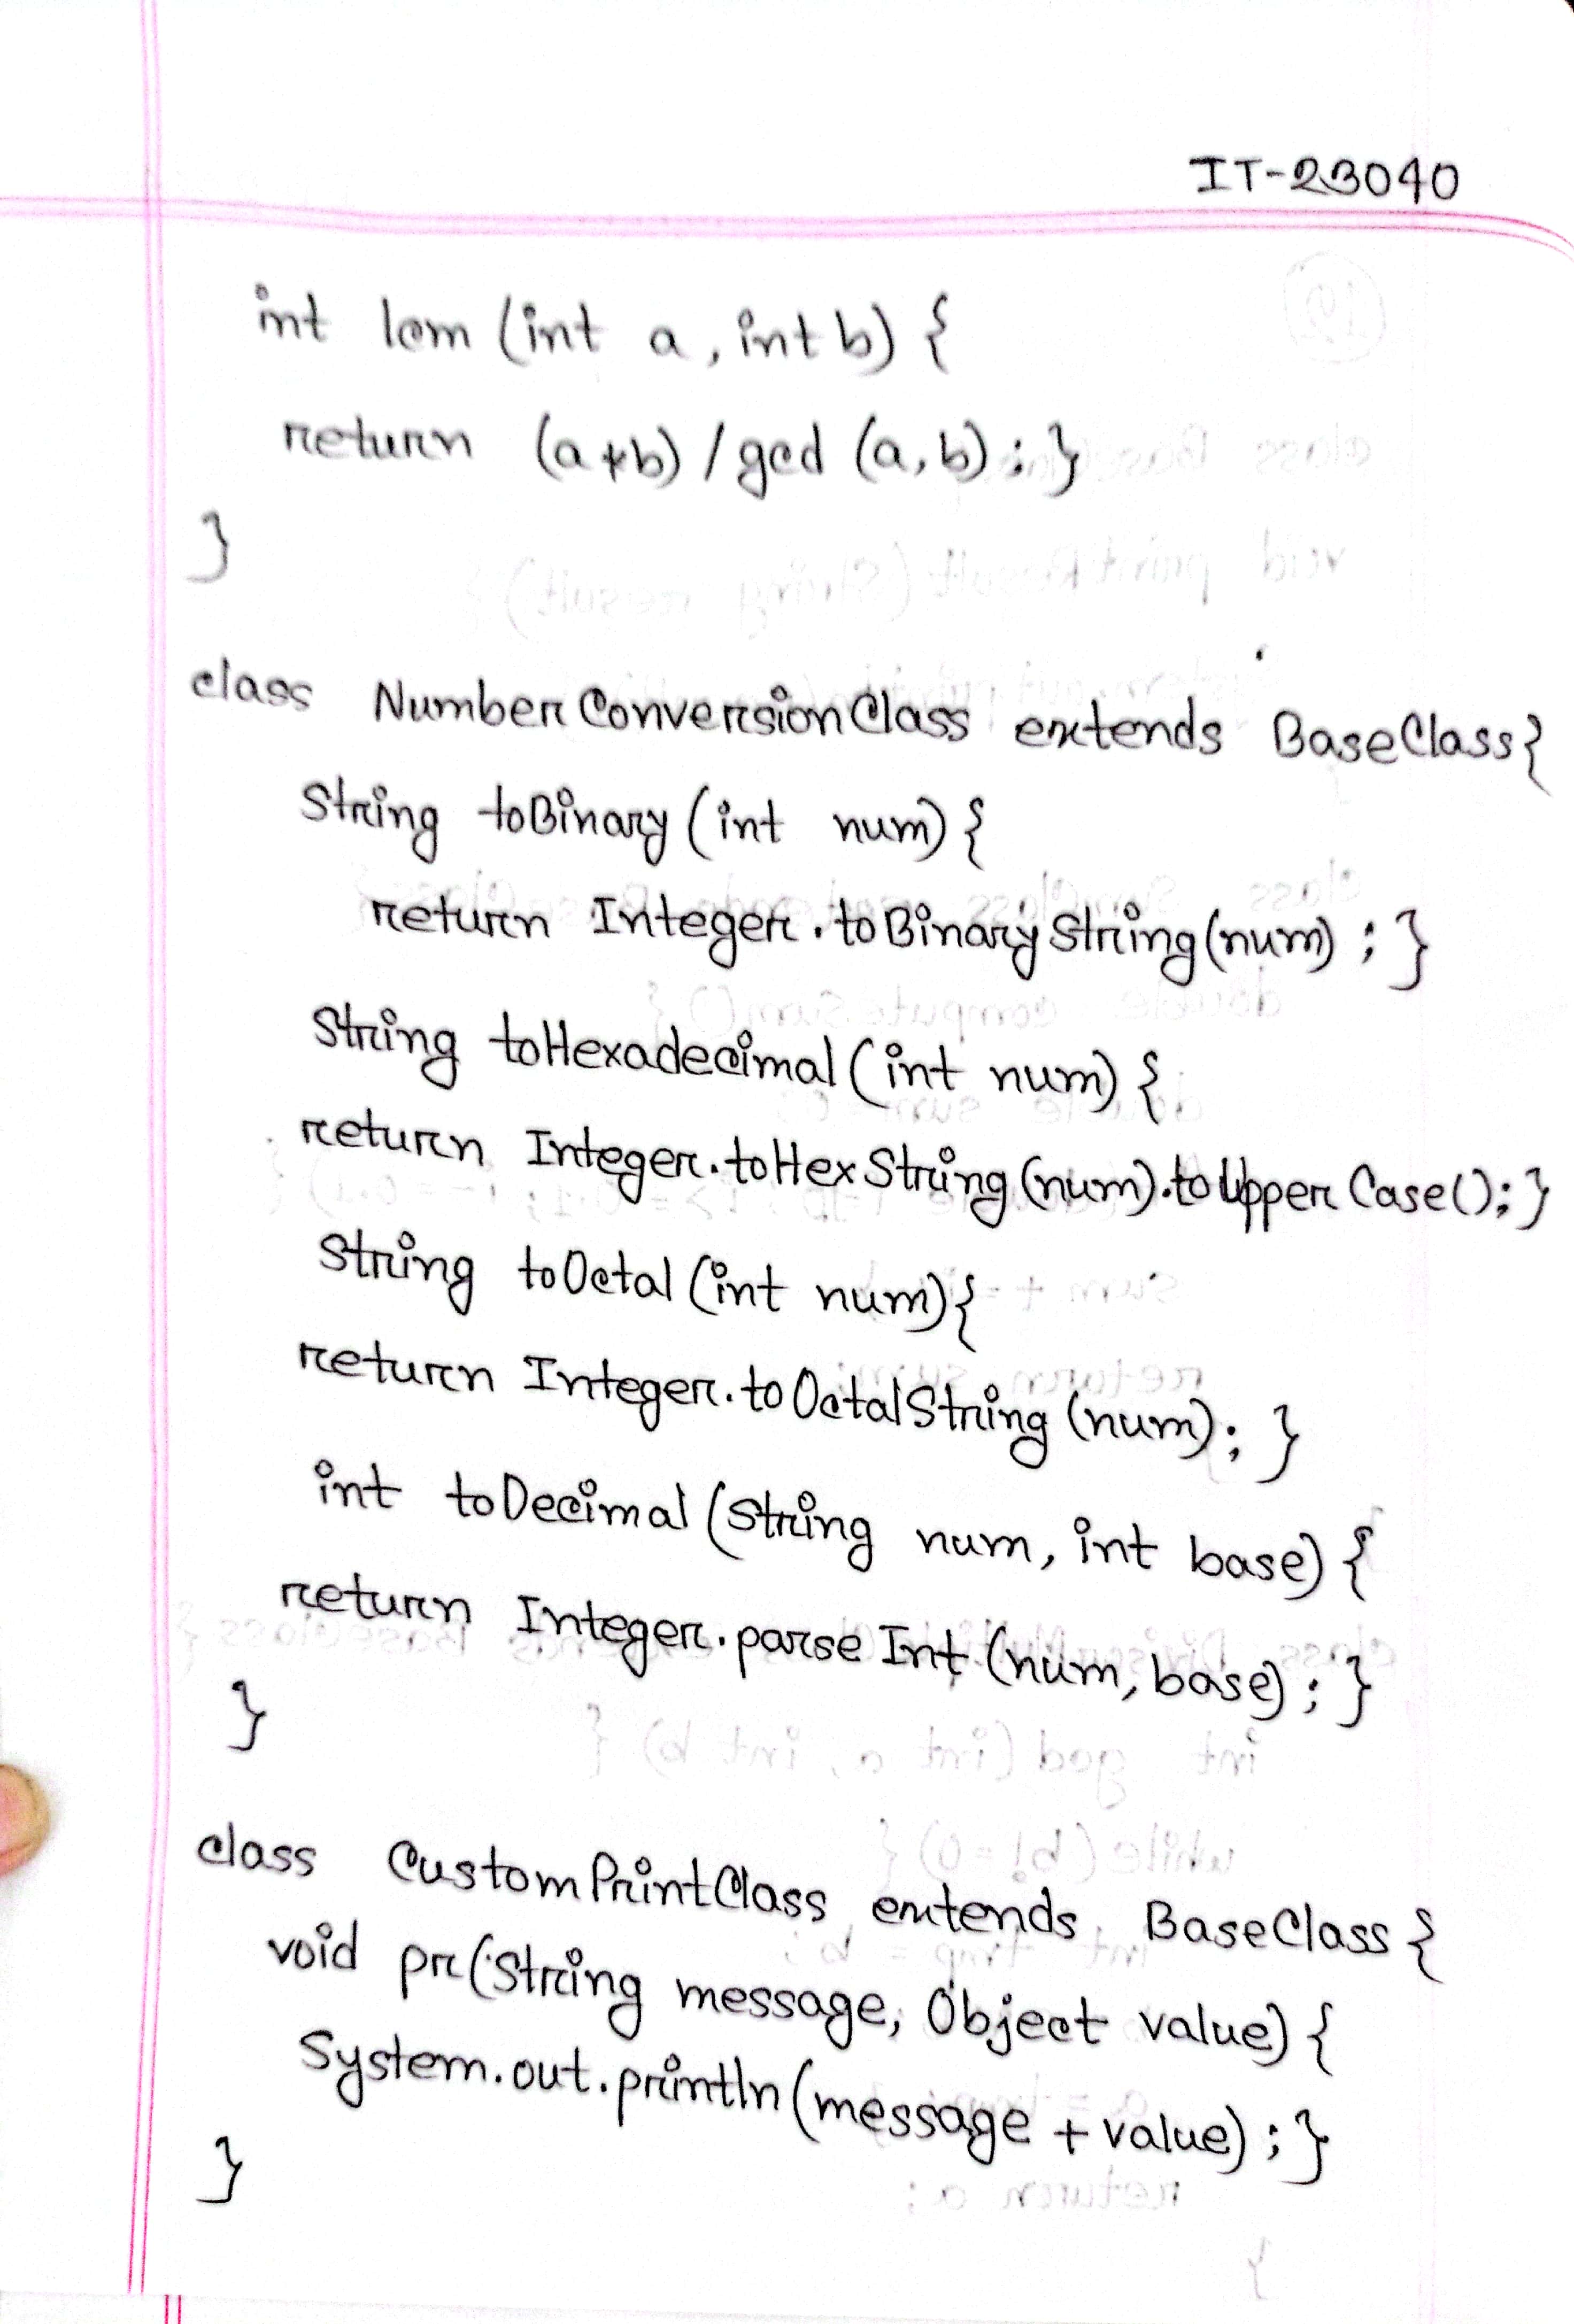 IT-23040
int lcm (int a, int b) {
return (a*b) / gcd (a, b) ; }
}
class NumberConversionClass extends BaseClass{
String toBinary (int num) {
return Integer.toBinaryString(num) ; }
String toHexadecimal (int num) {
return Integer.toHexString (num).toUpperCase(); }
String toOctal (int num) {
return Integer.toOctalString (num); }
int toDecimal (String num, int base) {
return Integer.parseInt (num, base) ; }
}
class CustomPrintClass extends BaseClass {
void pr(String message, Object value) {
System.out.println (message + value) ; }
}